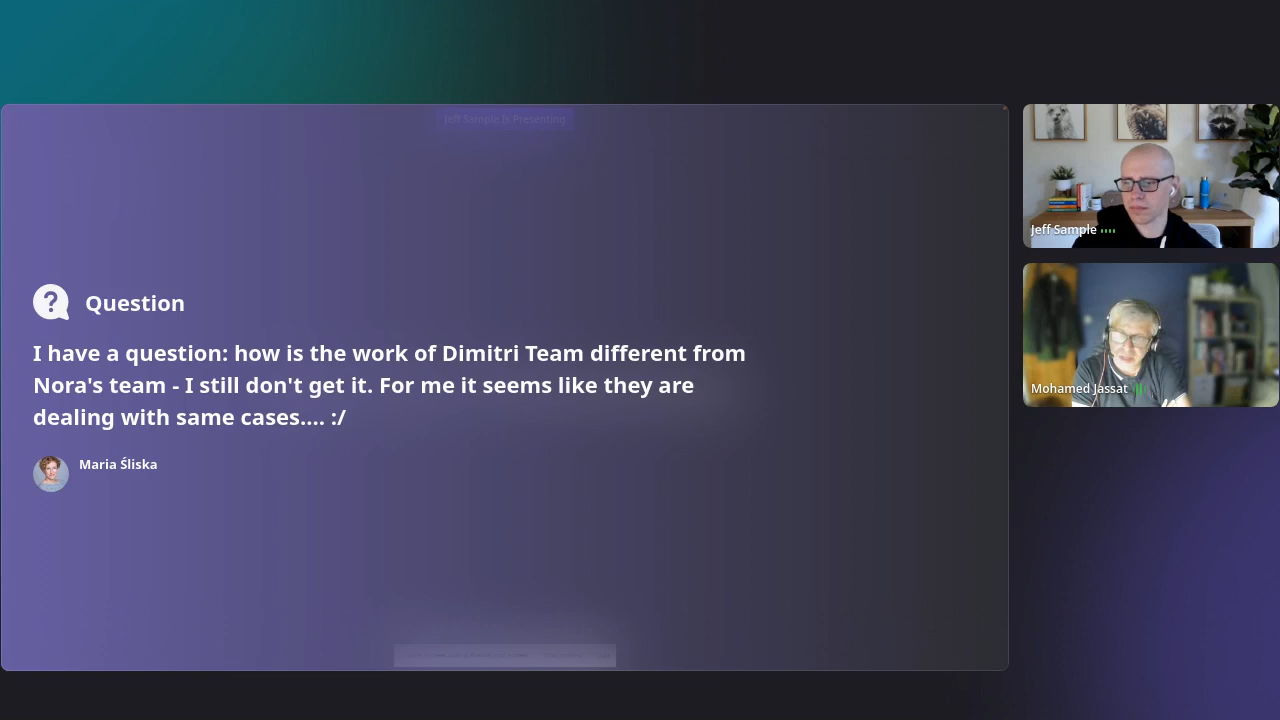 Jeff Sample Is Presenting
Question
I have a question: how is the work of Dimitri Team different from
Nora's team - I still don't get it. For me it seems like they are
dealing with same cases.... :/
Maria Śliska
Jeff Sample
Mohamed Jassat